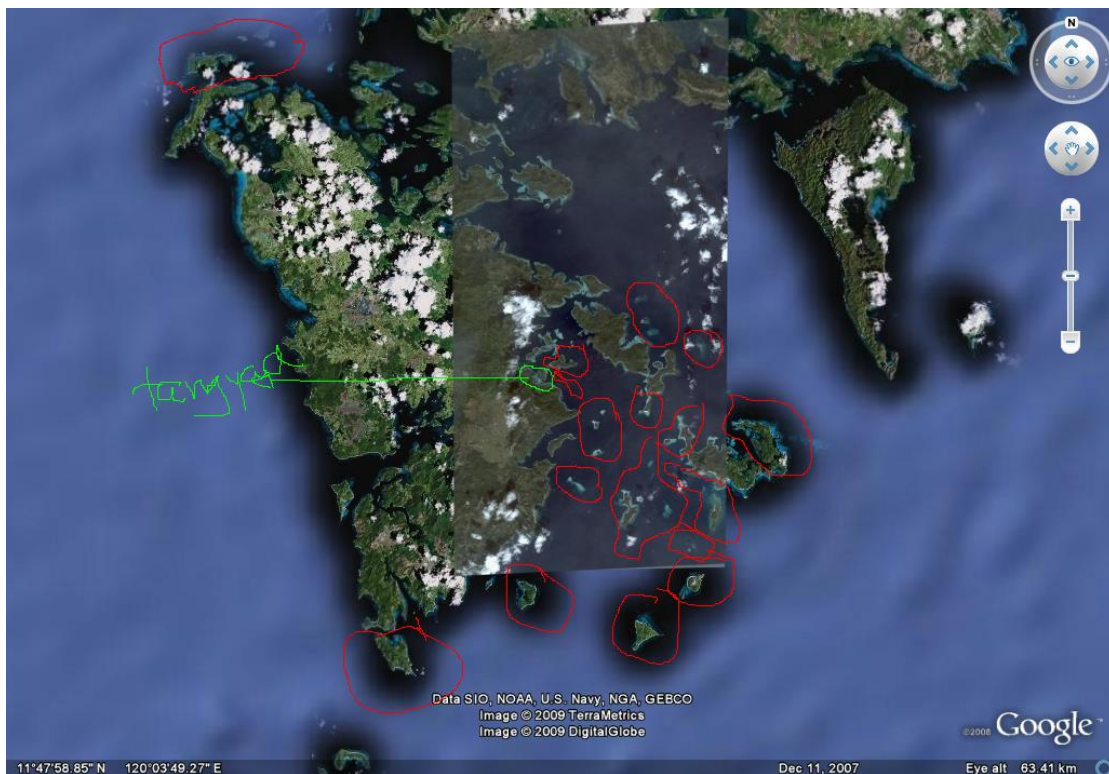 N
tangyad
Data SIO, NOAA, U.S. Navy, NGA, GEBCO
Image © 2009 TerraMetrics
Image © 2009 DigitalGlobe
©2008 Google™
11°47'58.85" N 120°03'49.27" E Dec 11, 2007 Eye alt 63.41 km